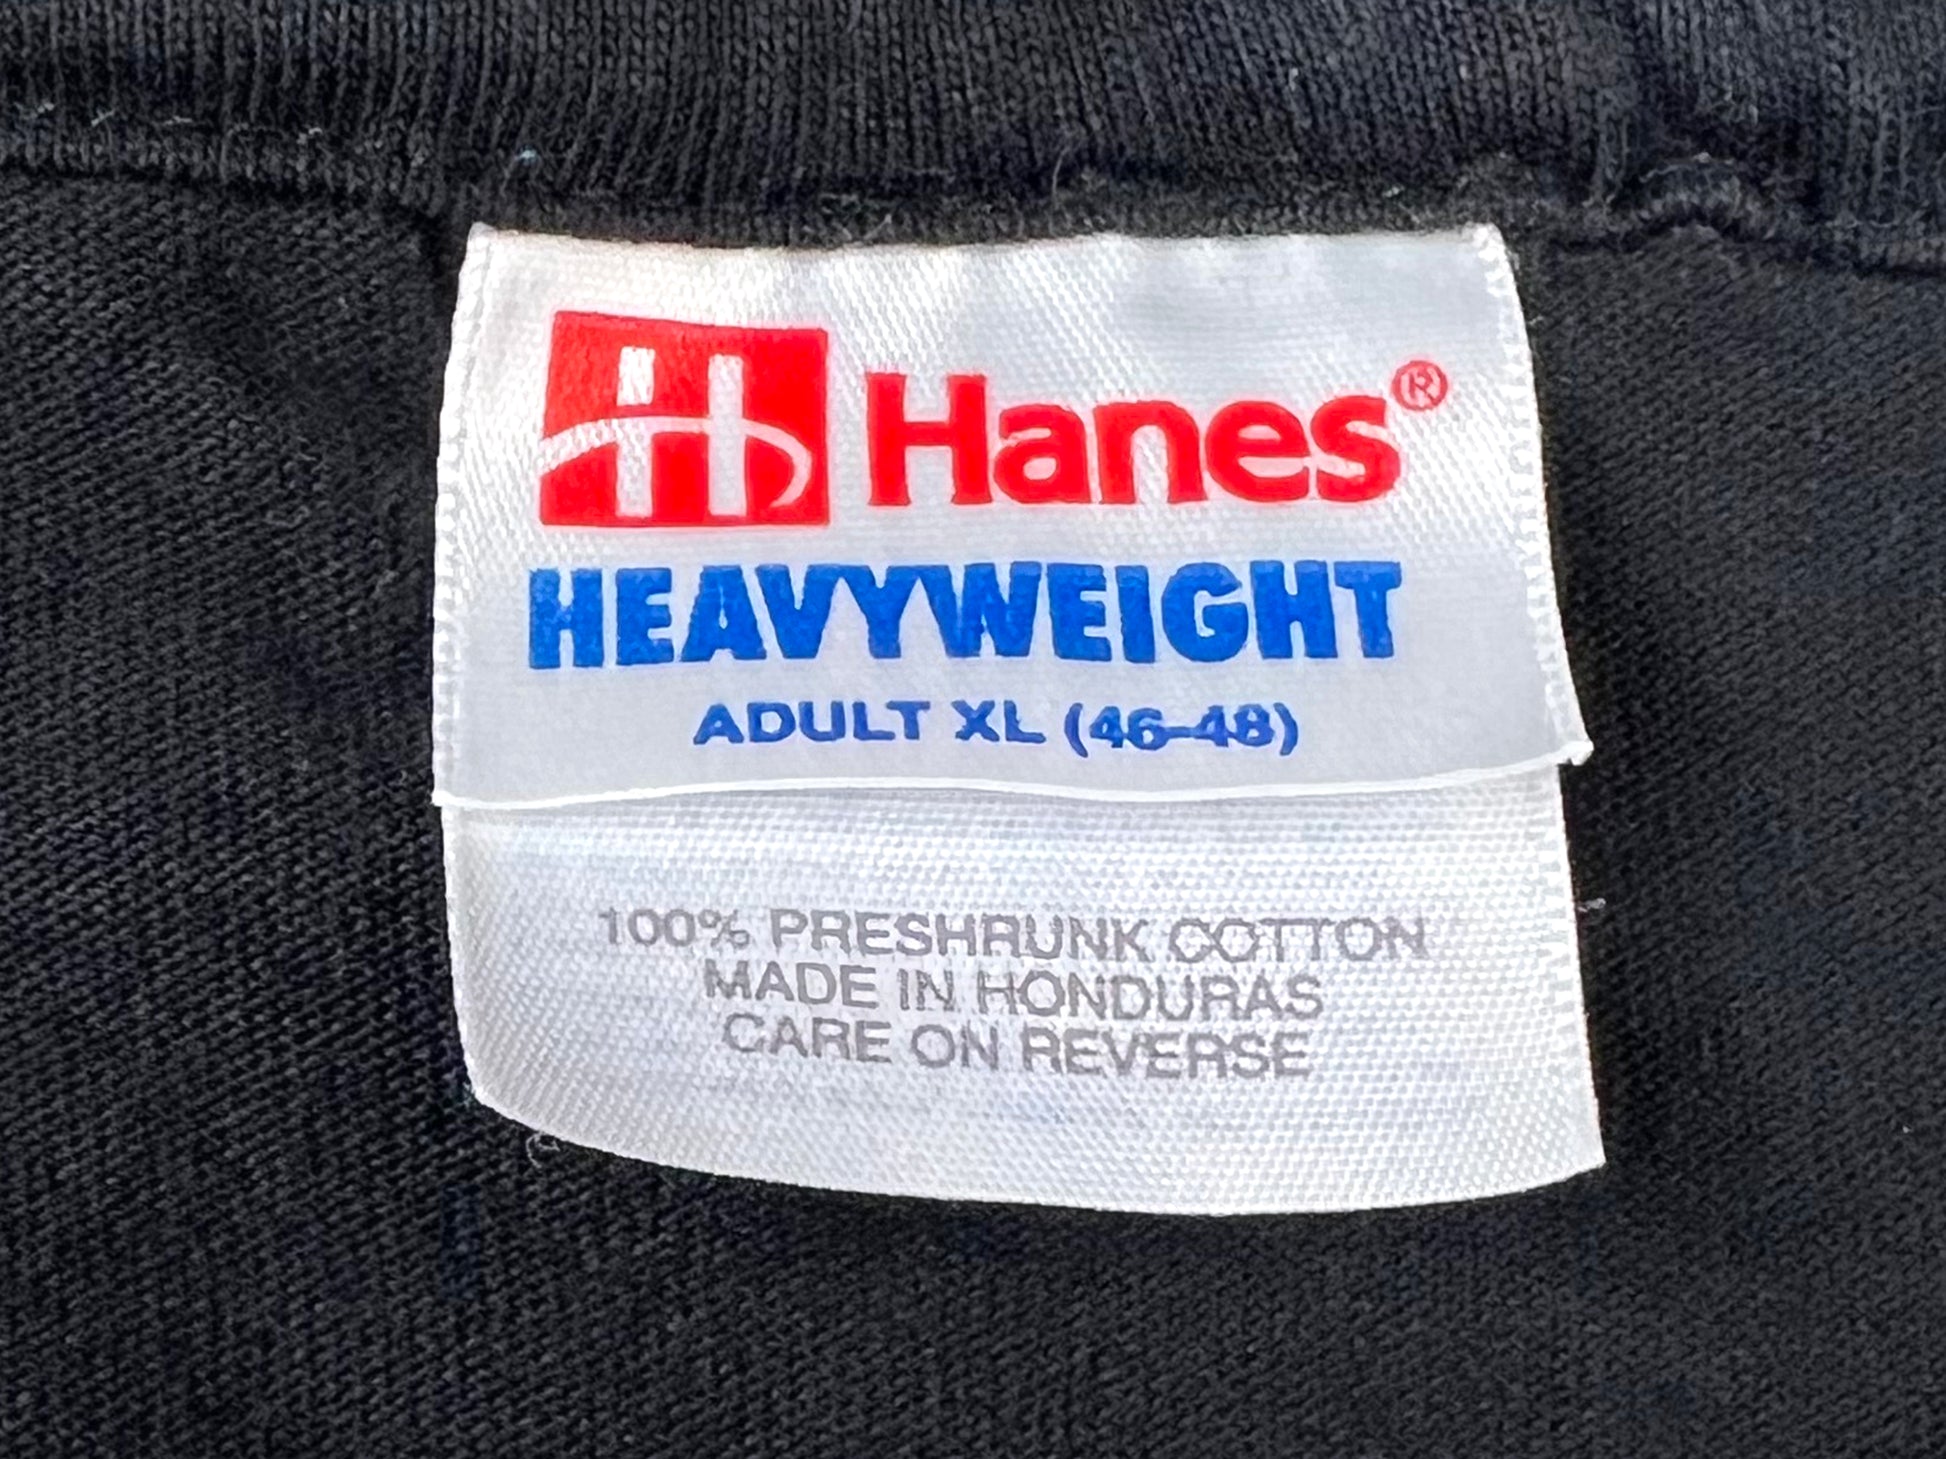 H Hanes®
HEAVYWEIGHT
ADULT XL (46-48)
100% PRESHRUNK COTTON
MADE IN HONDURAS
CARE ON REVERSE